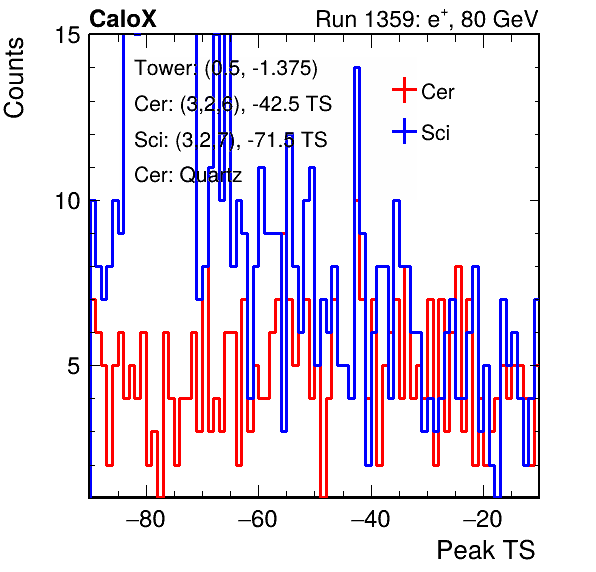 CaloX Run 1359: e+, 80 GeV
Counts
15
10
5
Tower: (0.5, -1.375)
Cer: (3,2,6), -42.5 TS
Sci: (3,2,7), -71.5 TS
Cer: Quartz
Cer
Sci
−80 −60 −40 −20
Peak TS